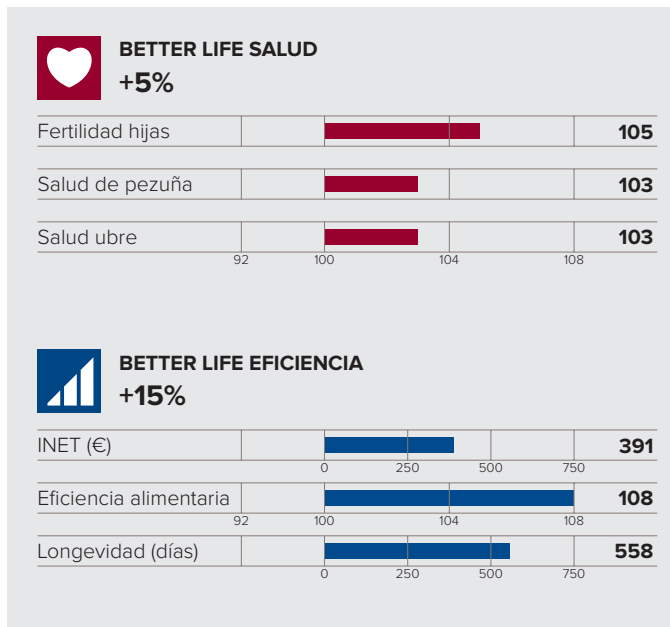 BETTER LIFE SALUD
+5%
Fertilidad hijas 105
Salud de pezuña 103
Salud ubre 103
92 100 104 108
BETTER LIFE EFICIENCIA
+15%
INET (€) 391
0 250 500 750
Eficiencia alimentaria 108
92 100 104 108
Longevidad (días) 558
0 250 500 750